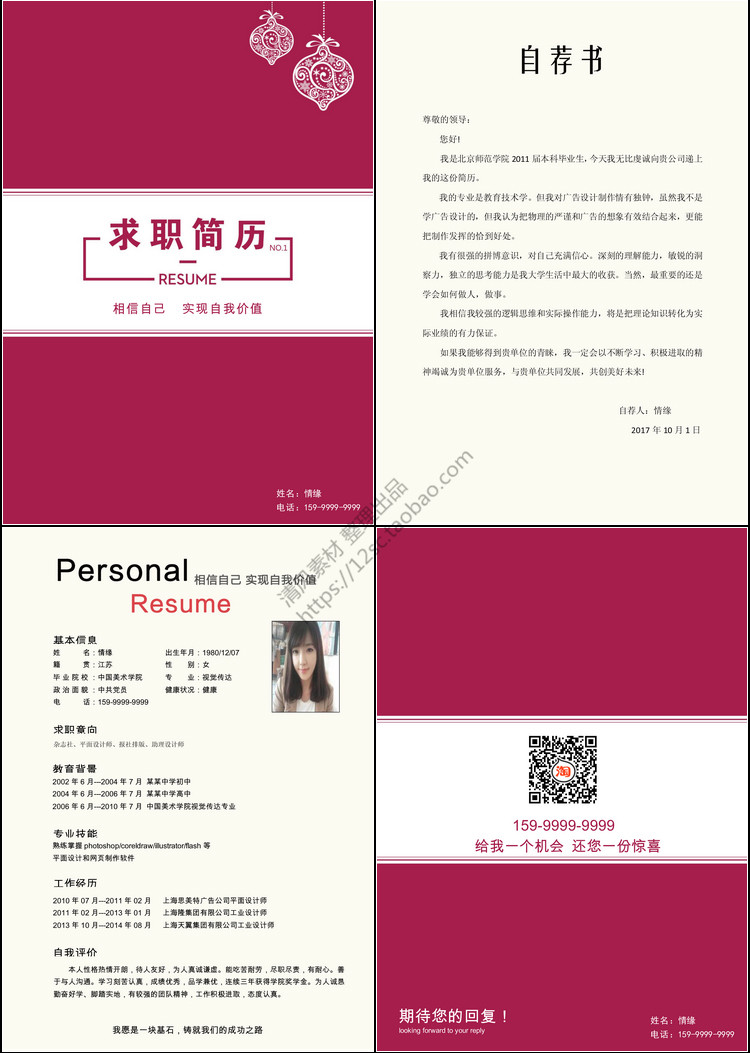 求职简历
NO.1
RESUME
相信自己 实现自我价值
姓名：情缘
电话：159-9999-9999
自荐书
尊敬的领导：
您好!
我是北京师范学院 2011 届本科毕业生，今天我无比虔诚向贵公司递上
我的这份简历。
我的专业是教育技术学。但我对广告设计制作情有独钟，虽然我不是
学广告设计的，但我认为把物理的严谨和广告的想象有效结合起来，更能
把制作发挥的恰到好处。
我有很强的拼博意识，对自己充满信心。深刻的理解能力，敏锐的洞
察力，独立的思考能力是我大学生活中最大的收获。当然，最重要的还是
学会如何做人，做事。
我相信我较强的逻辑思维和实际操作能力，将是把理论知识转化为实
际业绩的有力保证。
如果我能够得到贵单位的青睐，我一定会以不断学习、积极进取的精
神竭诚为贵单位服务，与贵单位共同发展，共创美好未来!
自荐人：情缘
2017 年 10 月 1 日
清风素材 整理出品
https://12sc.taobao.com
Personal
相信自己 实现自我价值
Resume
基本信息
姓 名：情缘 出生年月：1980/12/07
籍 贯：江苏 性 别：女
毕业院校：中国美术学院 专 业：视觉传达
政治面貌：中共党员 健康状况：健康
电 话：159-9999-9999
求职意向
杂志社、平面设计师、报社排版、助理设计师
教育背景
2002 年 6 月—2004 年 7 月 某某中学初中
2004 年 6 月—2006 年 7 月 某某中学高中
2006 年 6 月—2010 年 7 月 中国美术学院视觉传达专业
专业技能
熟练掌握 photoshop/coreldraw/illustrator/flash 等
平面设计和网页制作软件
工作经历
2010 年 07 月—2011 年 02 月 上海思美特广告公司平面设计师
2011 年 02 月—2013 年 01 月 上海隆集团有限公司工业设计师
2013 年 10 月—2014 年 08 月 上海天翼集团有限公司工业设计师
自我评价
本人性格热情开朗，待人友好，为人真诚谦虚。能吃苦耐劳，尽职尽责，有耐心。善
于与人沟通。学习刻苦认真，成绩优秀，品学兼优，连续三年获得学院奖学金。为人诚恳
勤奋好学、脚踏实地，有较强的团队精神，工作积极进取，态度认真。
我愿是一块基石，铸就我们的成功之路
淘
159-9999-9999
给我一个机会 还您一份惊喜
期待您的回复！
looking forward to your reply
姓名：情缘
电话：159-9999-9999